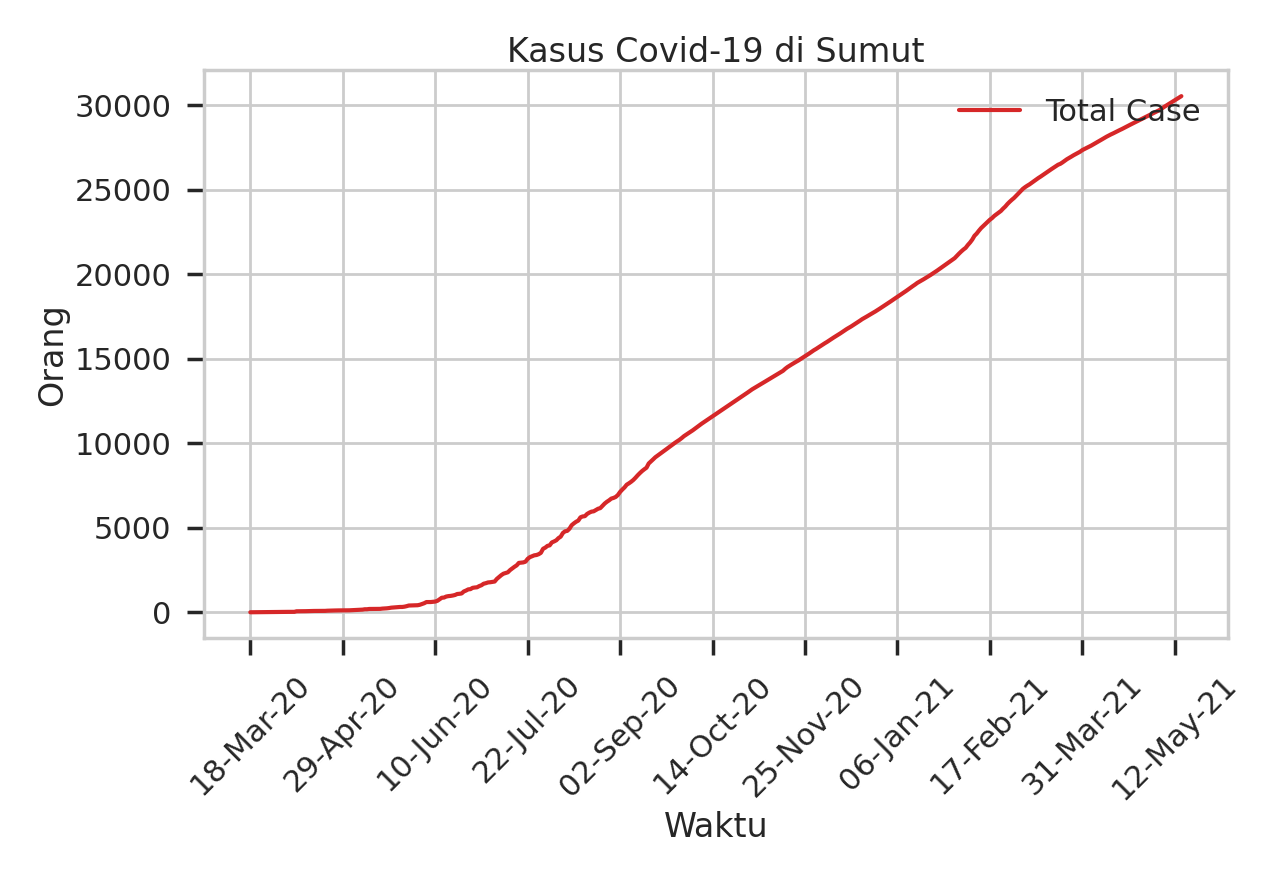 Kasus Covid-19 di Sumut
Total Case
30000
25000
20000
15000
10000
5000
0
Orang
18-Mar-20
29-Apr-20
10-Jun-20
22-Jul-20
02-Sep-20
14-Oct-20
25-Nov-20
06-Jan-21
17-Feb-21
31-Mar-21
12-May-21
Waktu